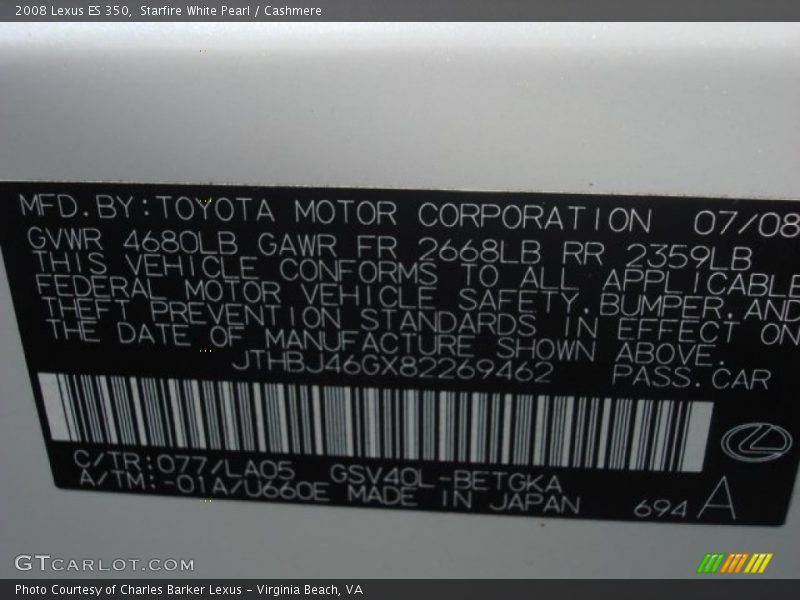 2008 Lexus ES 350, Starfire White Pearl / Cashmere
MFD.BY:TOYOTA MOTOR CORPORATION 07/08
GVWR 4680LB GAWR FR 2668LB RR 2359LB
THIS VEHICLE CONFORMS TO ALL APPLICABLE
FEDERAL MOTOR VEHICLE SAFETY,BUMPER,AND
THEFT PREVENTION STANDARDS IN EFFECT ON
THE DATE OF MANUFACTURE SHOWN ABOVE.
JTHBJ46GX82269462 PASS.CAR
C/TR:077/LA05 GSV40L-BETGKA
A/TM:-01A/U660E MADE IN JAPAN 694 A
GTCARLOT.COM
Photo Courtesy of Charles Barker Lexus - Virginia Beach, VA